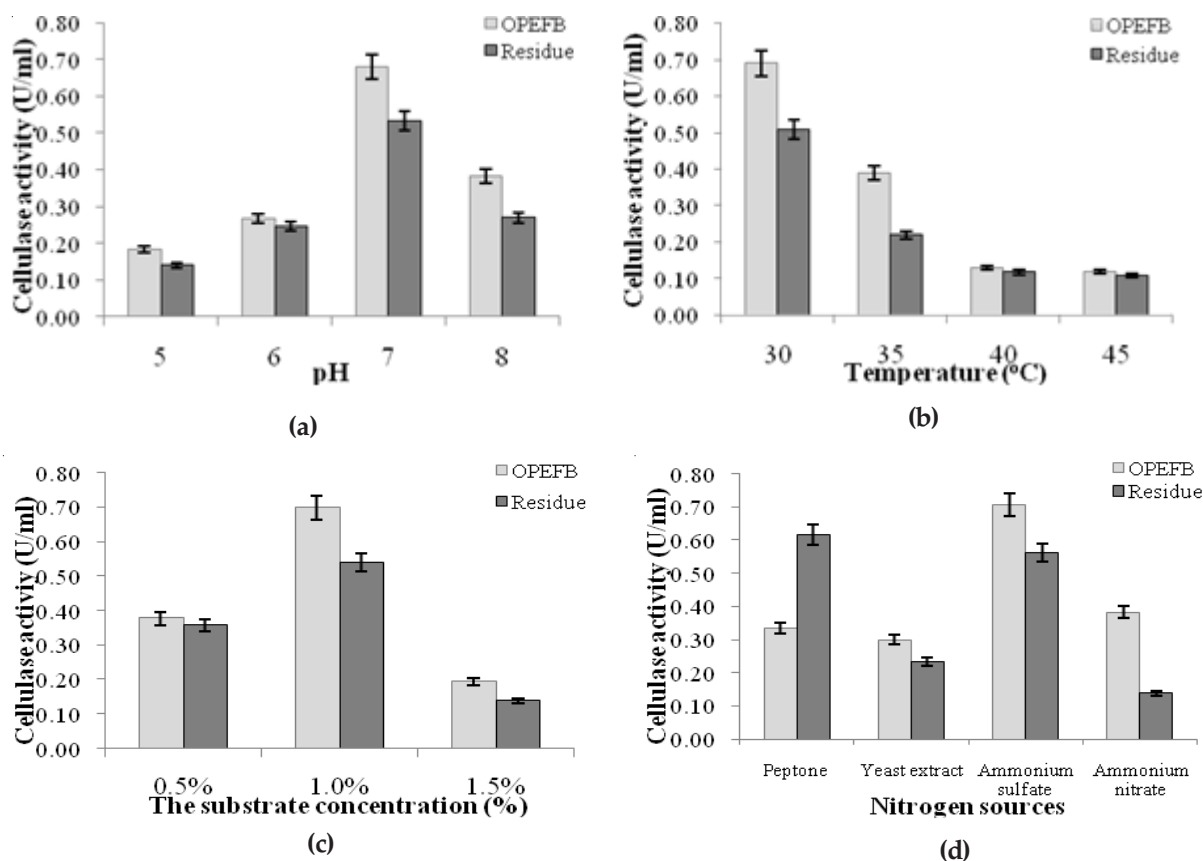 0.80
0.70
0.60
0.50
0.40
0.30
0.20
0.10
0.00
Cellulase activity (U/ml)
OPEFB
Residue
5 6 7 8
pH
(a)
0.80
0.70
0.60
0.50
0.40
0.30
0.20
0.10
0.00
Cellulase activity (U/ml)
OPEFB
Residue
30 35 40 45
Temperature (°C)
(b)
0.80
0.70
0.60
0.50
0.40
0.30
0.20
0.10
0.00
Cellulase activiy (U/ml)
OPEFB
Residue
0.5% 1.0% 1.5%
The substrate concentration (%)
(c)
0.80
0.70
0.60
0.50
0.40
0.30
0.20
0.10
0.00
Cellulase activity (U/ml)
OPEFB
Residue
Peptone Yeast extract Ammonium Ammonium
sulfate nitrate
Nitrogen sources
(d)